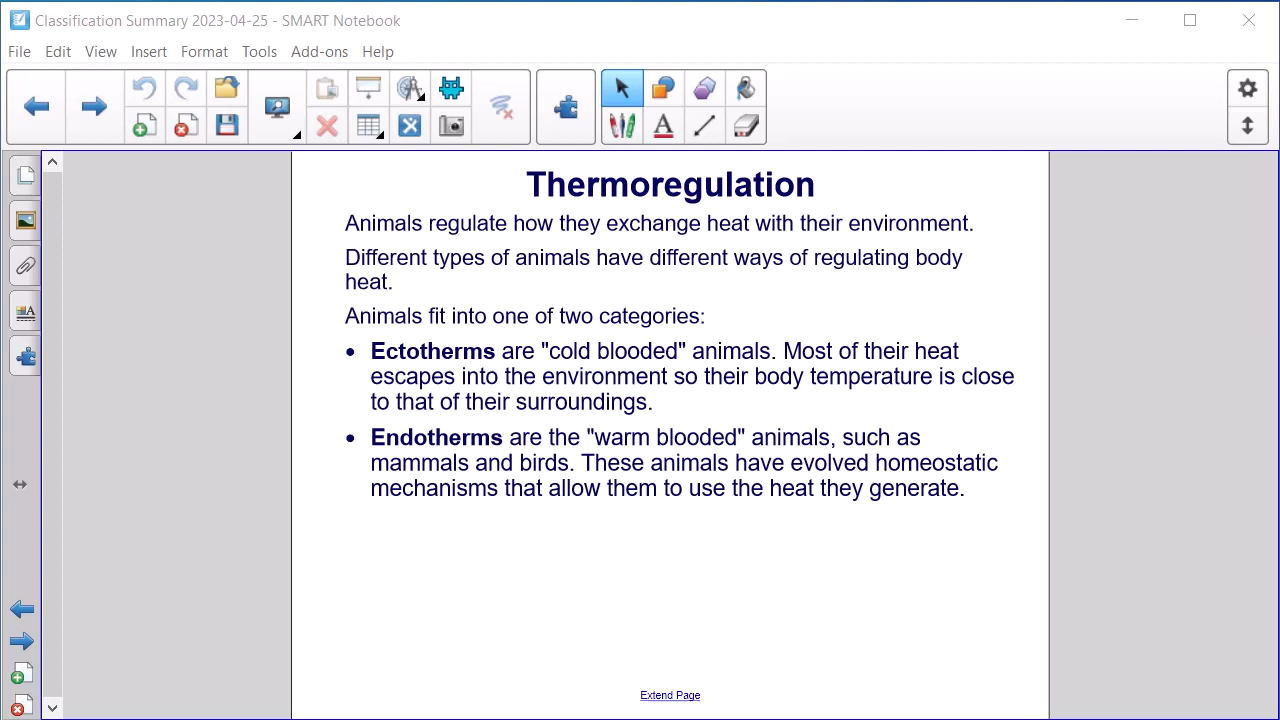 Classification Summary 2023-04-25 - SMART Notebook
File Edit View Insert Format Tools Add-ons Help
Thermoregulation
Animals regulate how they exchange heat with their environment.
Different types of animals have different ways of regulating body
heat.
Animals fit into one of two categories:
• Ectotherms are "cold blooded" animals. Most of their heat
escapes into the environment so their body temperature is close
to that of their surroundings.
• Endotherms are the "warm blooded" animals, such as
mammals and birds. These animals have evolved homeostatic
mechanisms that allow them to use the heat they generate.
Extend Page